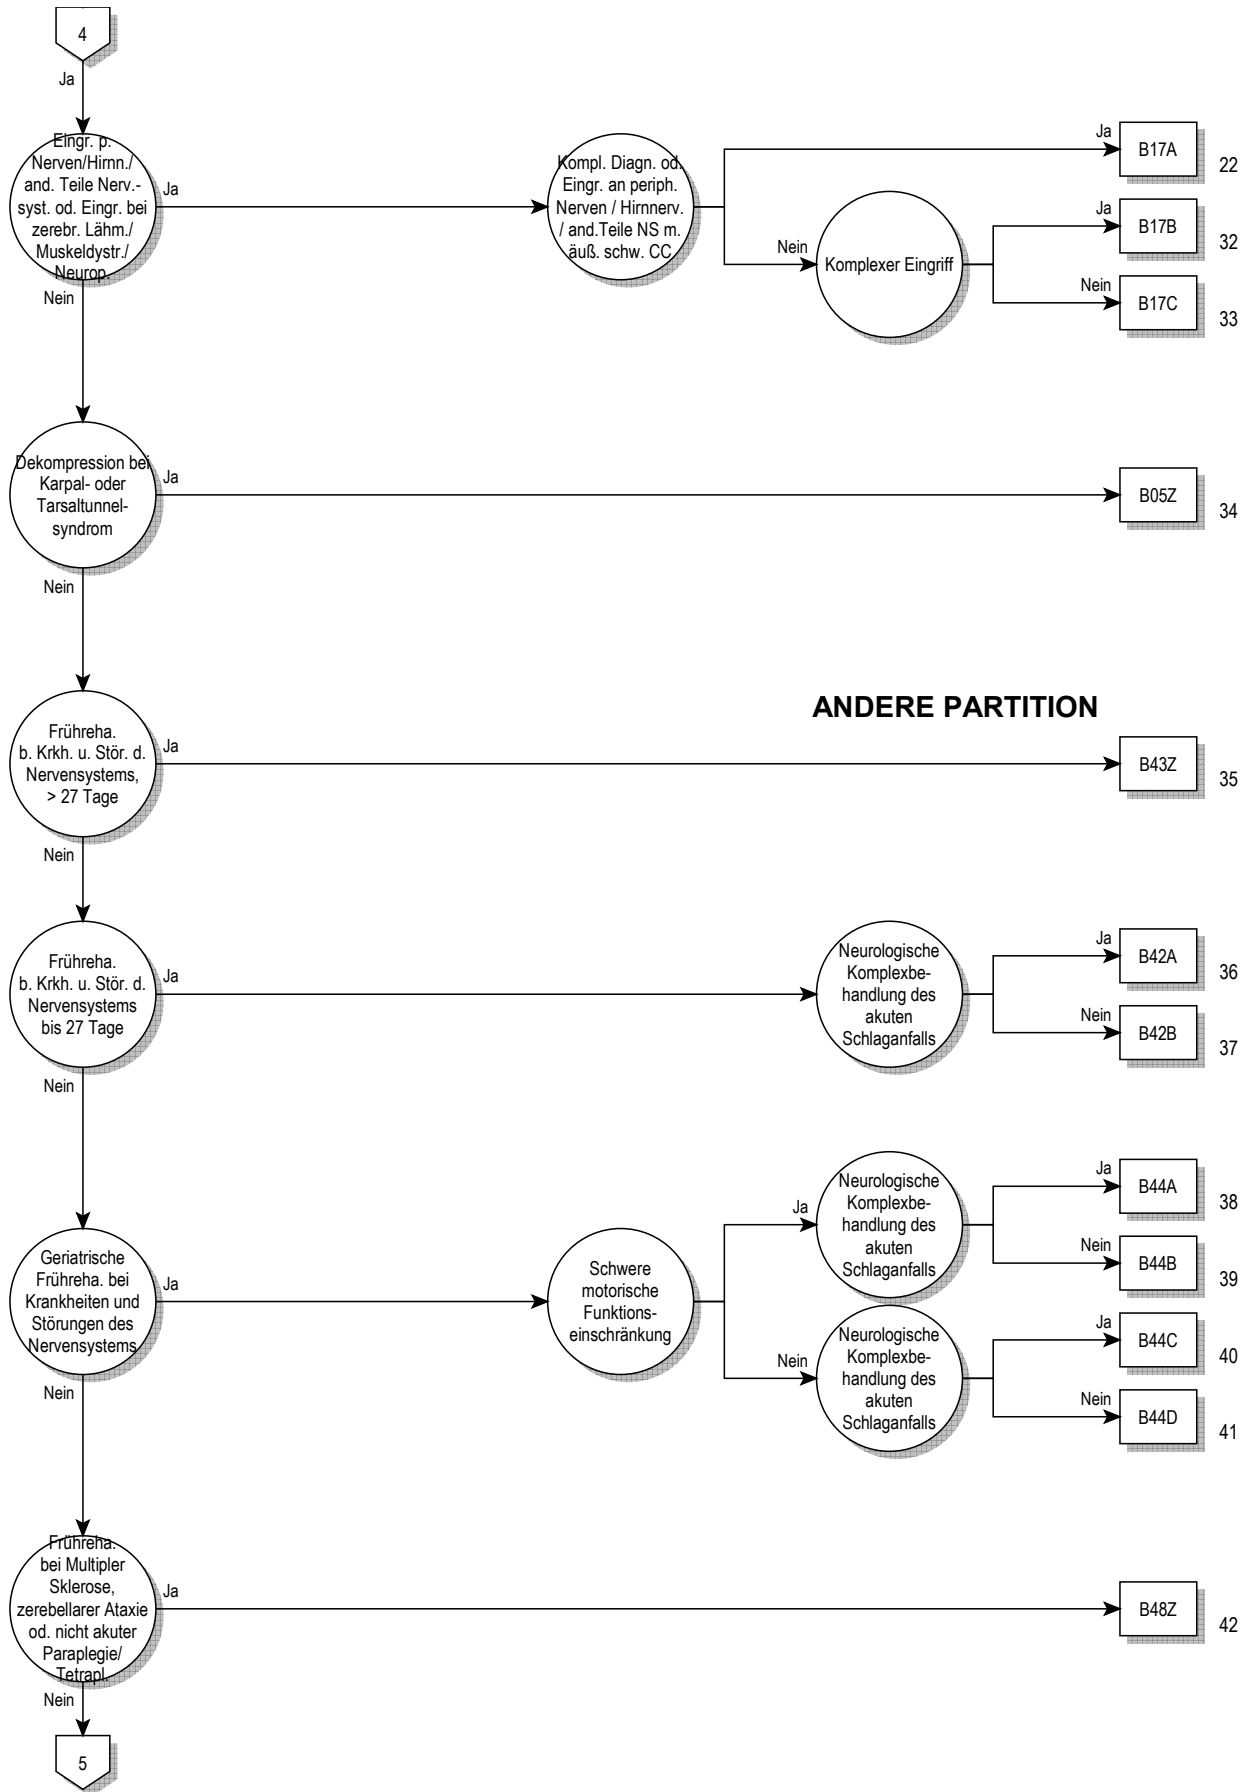 4
Ja
Eingr. p.
Nerven/Hirnn./
and. Teile Nerv.-
syst. od. Eingr. bei
zerebr. Lähm./
Muskeldystr./
Neurop.
Ja
Kompl. Diagn. od.
Eingr. an periph.
Nerven / Hirnnerv.
/ and.Teile NS m.
äuß. schw. CC
Ja
B17A
22
Nein
Komplexer Eingriff
Ja
B17B
32
Nein
B17C
33
Nein
Dekompression bei
Karpal- oder
Tarsaltunnel-
syndrom
Ja
B05Z
34
Nein
ANDERE PARTITION
Frühreha.
b. Krkh. u. Stör. d.
Nervensystems,
> 27 Tage
Ja
B43Z
35
Nein
Frühreha.
b. Krkh. u. Stör. d.
Nervensystems
bis 27 Tage
Ja
Neurologische
Komplexbe-
handlung des
akuten
Schlaganfalls
Ja
B42A
36
Nein
B42B
37
Nein
Geriatrische
Frühreha. bei
Krankheiten und
Störungen des
Nervensystems
Ja
Schwere
motorische
Funktions-
einschränkung
Ja
Neurologische
Komplexbe-
handlung des
akuten
Schlaganfalls
Ja
B44A
38
Nein
B44B
39
Nein
Neurologische
Komplexbe-
handlung des
akuten
Schlaganfalls
Ja
B44C
40
Nein
B44D
41
Nein
Frühreha.
bei Multipler
Sklerose,
zerebellarer Ataxie
od. nicht akuter
Paraplegie/
Tetrapl.
Ja
B48Z
42
Nein
5